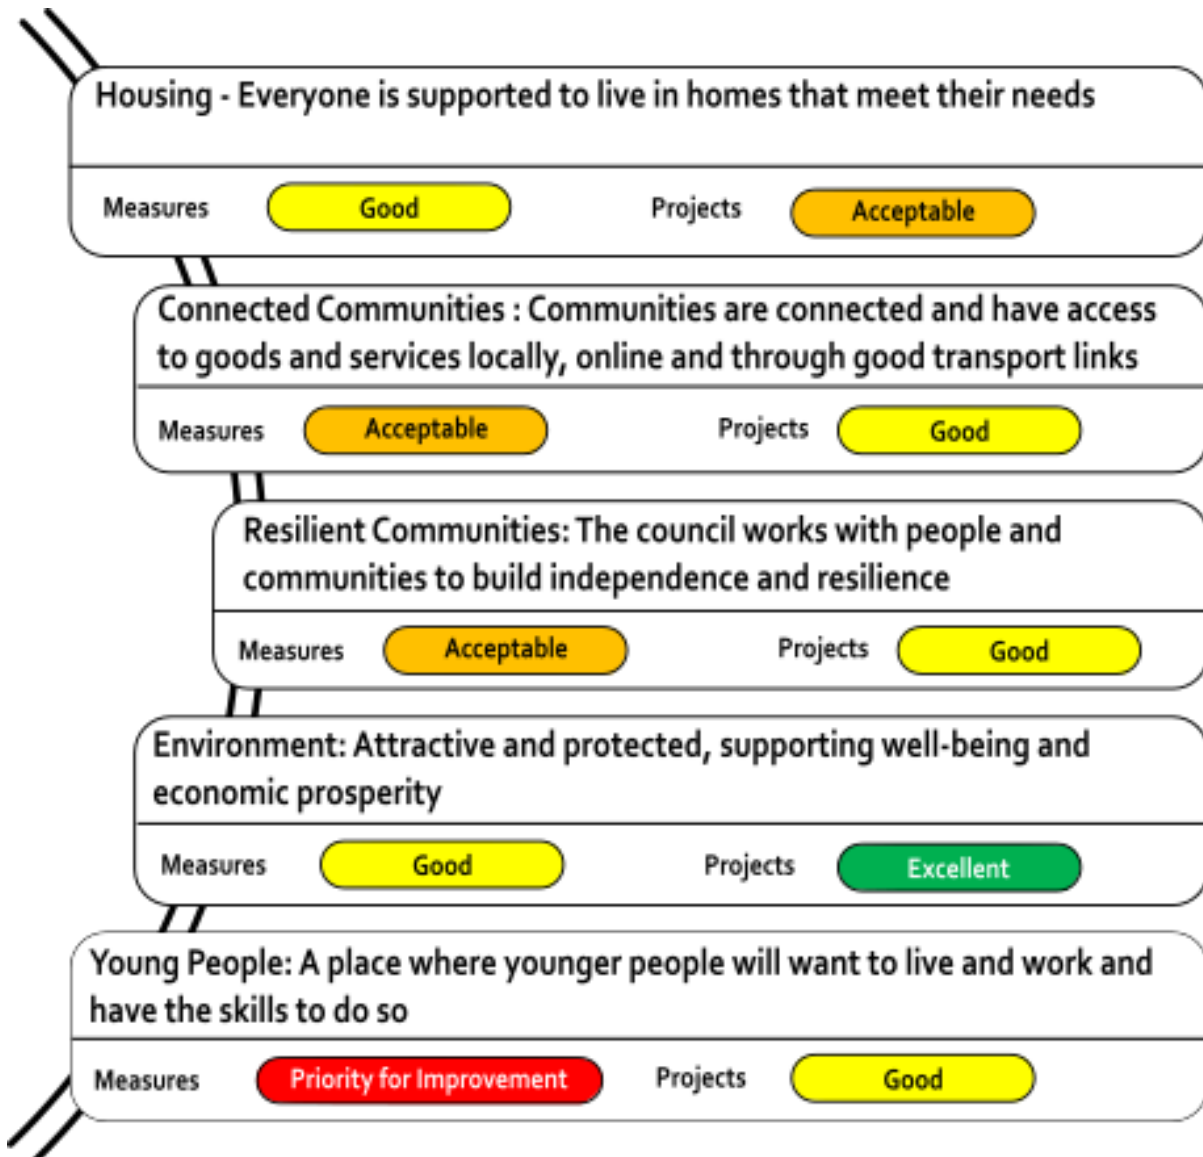 Housing - Everyone is supported to live in homes that meet their needs
Measures Good Projects Acceptable
Connected Communities : Communities are connected and have access
to goods and services locally, online and through good transport links
Measures Acceptable Projects Good
Resilient Communities: The council works with people and
communities to build independence and resilience
Measures Acceptable Projects Good
Environment: Attractive and protected, supporting well-being and
economic prosperity
Measures Good Projects Excellent
Young People: A place where younger people will want to live and work and
have the skills to do so
Measures Priority for Improvement Projects Good